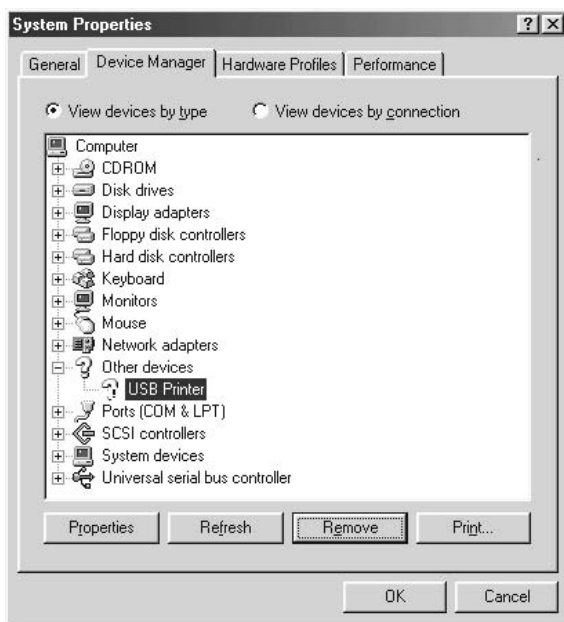 System Properties
General Device Manager Hardware Profiles Performance
View devices by type View devices by connection
Computer
CDROM
Disk drives
Display adapters
Floppy disk controllers
Hard disk controllers
Keyboard
Monitors
Mouse
Network adapters
Other devices
USB Printer
Ports (COM & LPT)
SCSI controllers
System devices
Universal serial bus controller
Properties Refresh Remove Print...
OK Cancel